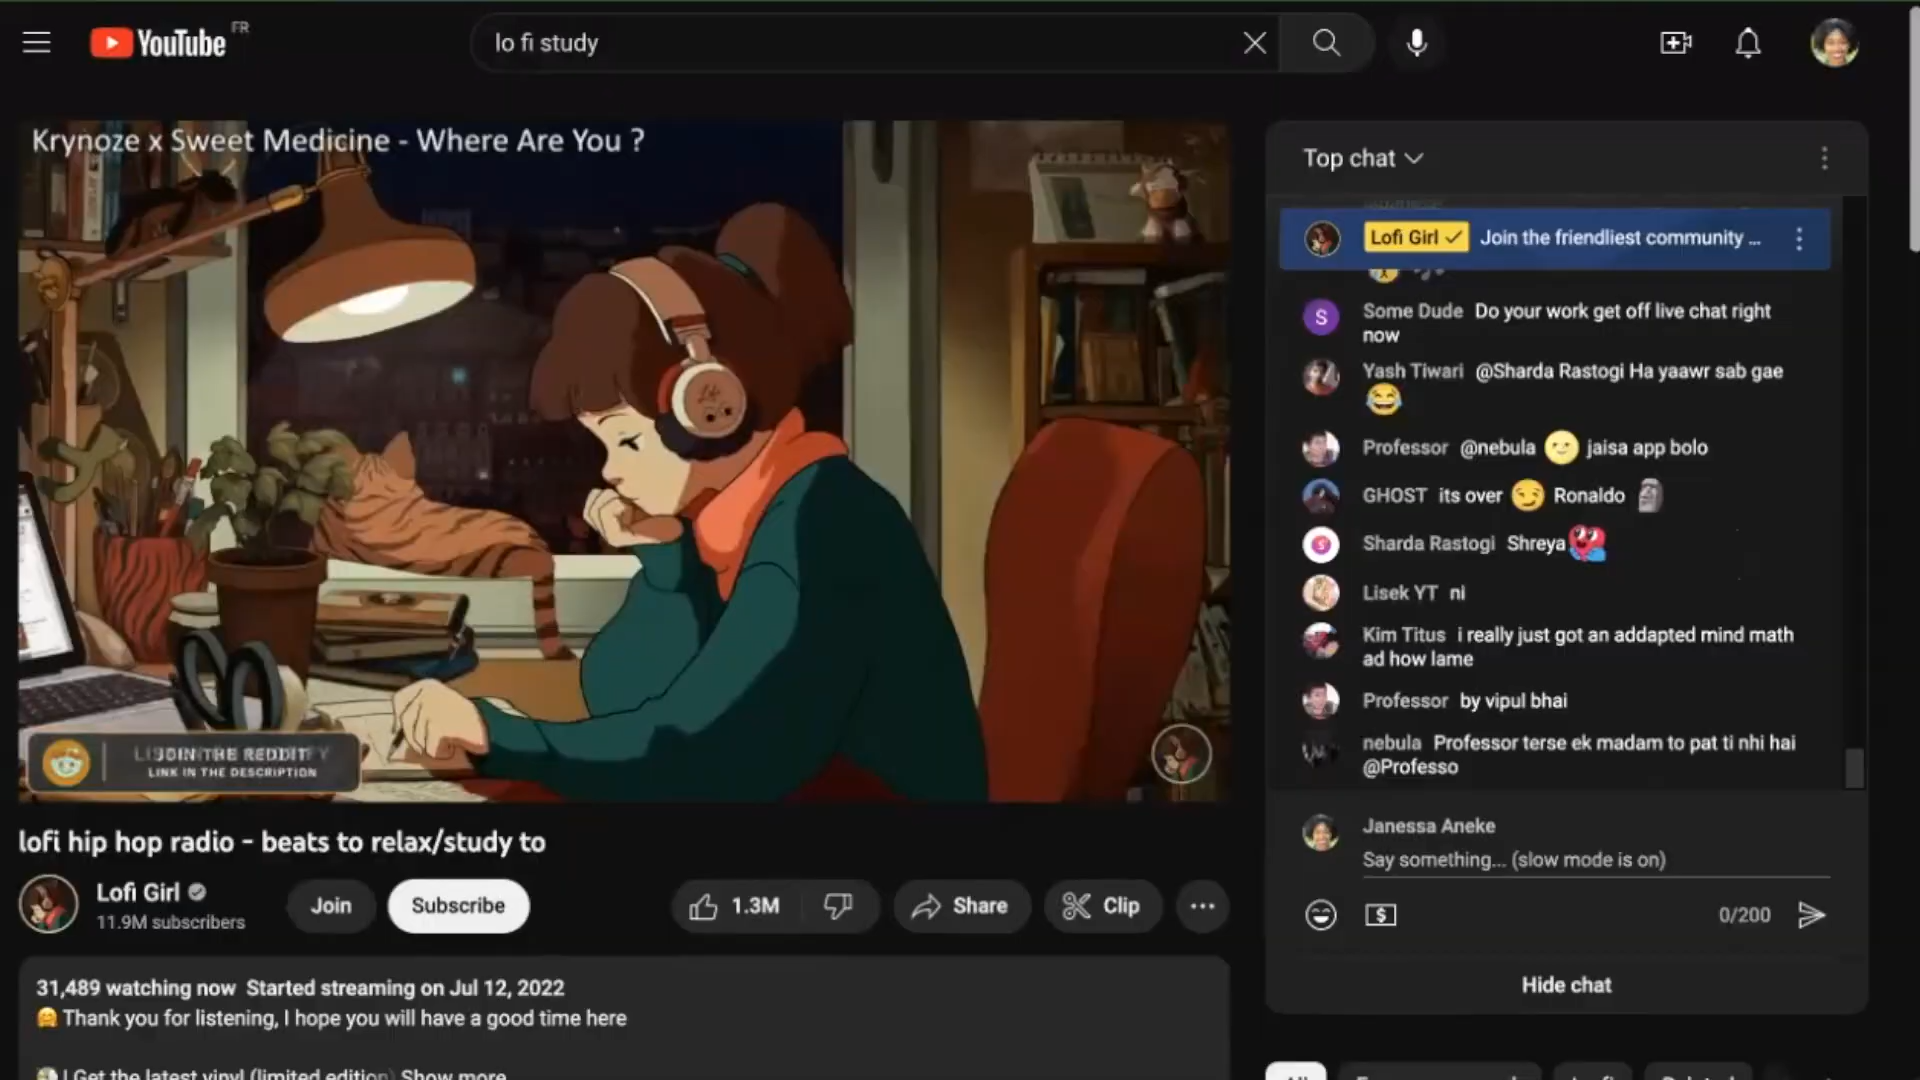 YouTube FR
lo fi study
Krynoze x Sweet Medicine - Where Are You ?
JOIN THE REDDIT
LINK IN THE DESCRIPTION
lofi hip hop radio - beats to relax/study to
Lofi Girl
11.9M subscribers
Join
Subscribe
1.3M
Share
Clip
31,489 watching now Started streaming on Jul 12, 2022
🤗 Thank you for listening, I hope you will have a good time here
Get the latest vinyl (limited edition) Show more
Top chat
Lofi Girl ✓ Join the friendliest community ...
S
Some Dude Do your work get off live chat right
now
Yash Tiwari @Sharda Rastogi Ha yaawr sab gae
😂
Professor @nebula 🌝 jaisa app bolo
GHOST its over 😏 Ronaldo 🗿
Sharda Rastogi Shreya
Lisek YT ni
Kim Titus i really just got an addapted mind math
ad how lame
Professor by vipul bhai
nebula Professor terse ek madam to pat ti nhi hai
@Professo
Janessa Aneke
Say something... (slow mode is on)
0/200
Hide chat
All